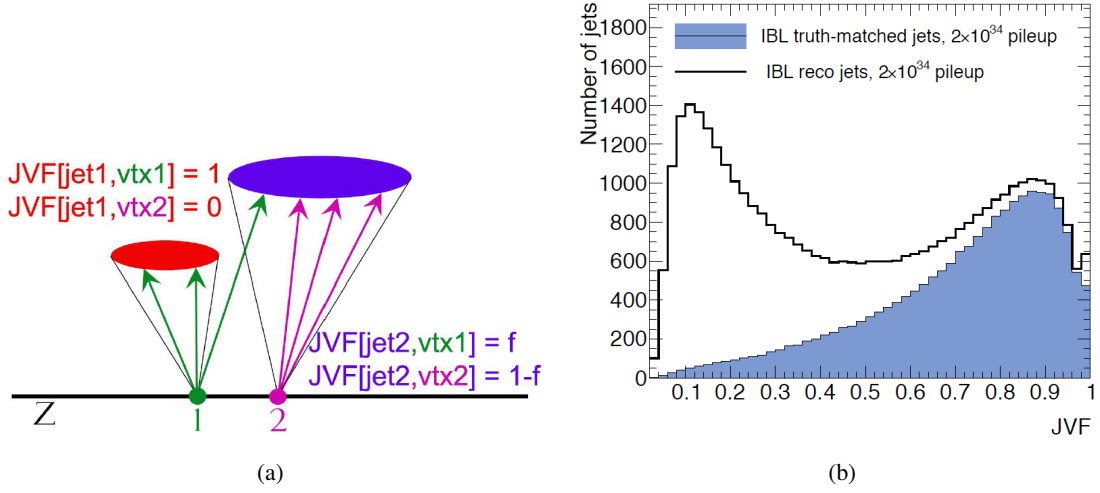 JVF[jet1,vtx1] = 1
JVF[jet1,vtx2] = 0
JVF[jet2,vtx1] = f
JVF[jet2,vtx2] = 1-f
Z
1
2
(a)
Number of jets
1800
1600
1400
1200
1000
800
600
400
200
0
IBL truth-matched jets, 2×10³⁴ pileup
IBL reco jets, 2×10³⁴ pileup
0.1 0.2 0.3 0.4 0.5 0.6 0.7 0.8 0.9 1
JVF
(b)